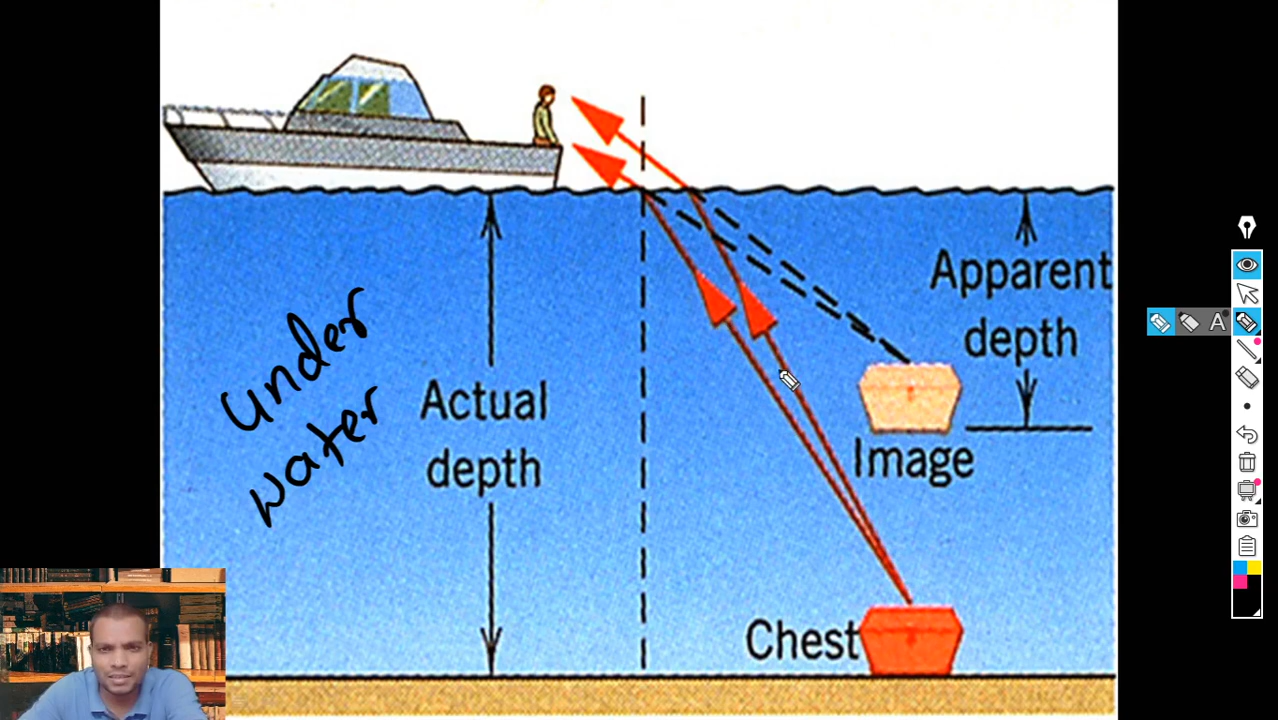 Apparent
depth
Under
water
Actual
depth
Image
Chest
A